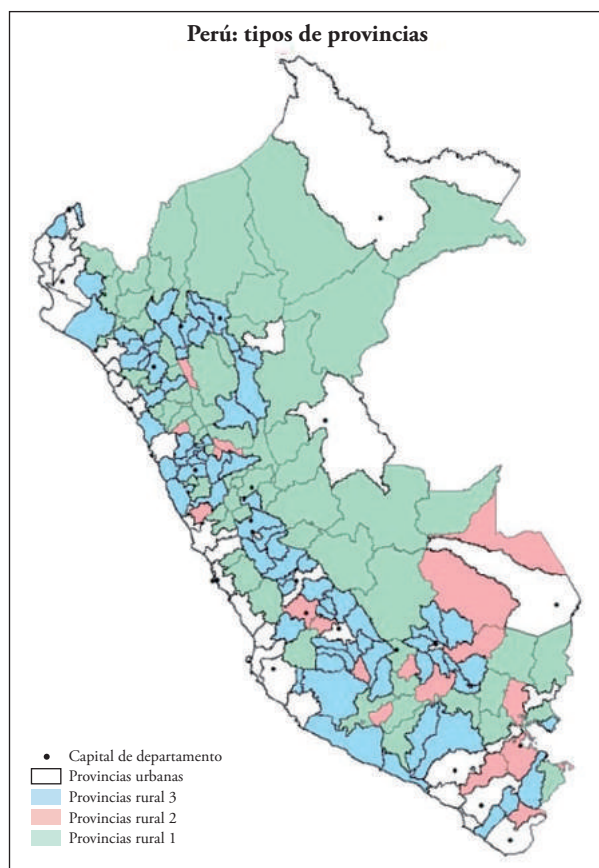 Perú: tipos de provincias
Capital de departamento
Provincias urbanas
Provincias rural 3
Provincias rural 2
Provincias rural 1